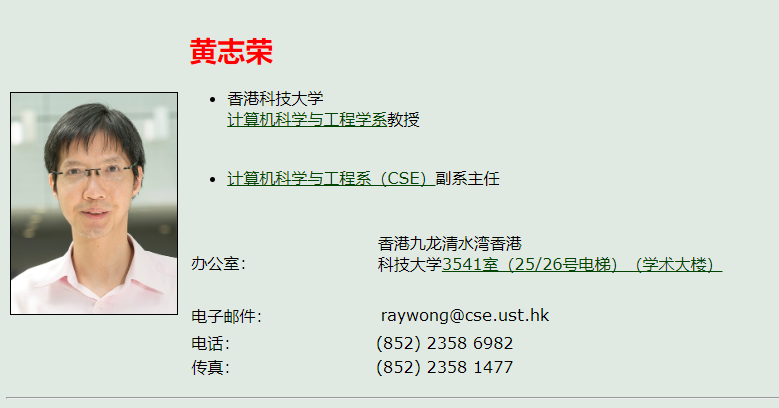 黄志荣
香港科技大学
计算机科学与工程学系教授
计算机科学与工程系（CSE）副系主任
香港九龙清水湾香港
办公室：
科技大学3541室（25/26号电梯）（学术大楼）
电子邮件： raywong@cse.ust.hk
电话： (852) 2358 6982
传真： (852) 2358 1477